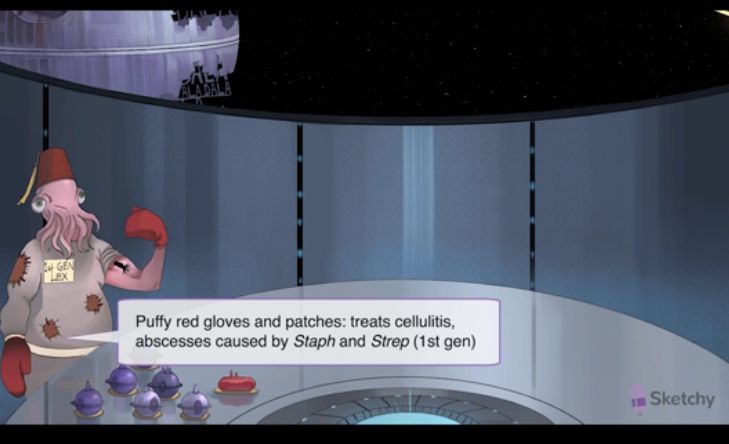 1st GEN
LEX
Puffy red gloves and patches: treats cellulitis,
abscesses caused by Staph and Strep (1st gen)
Sketchy